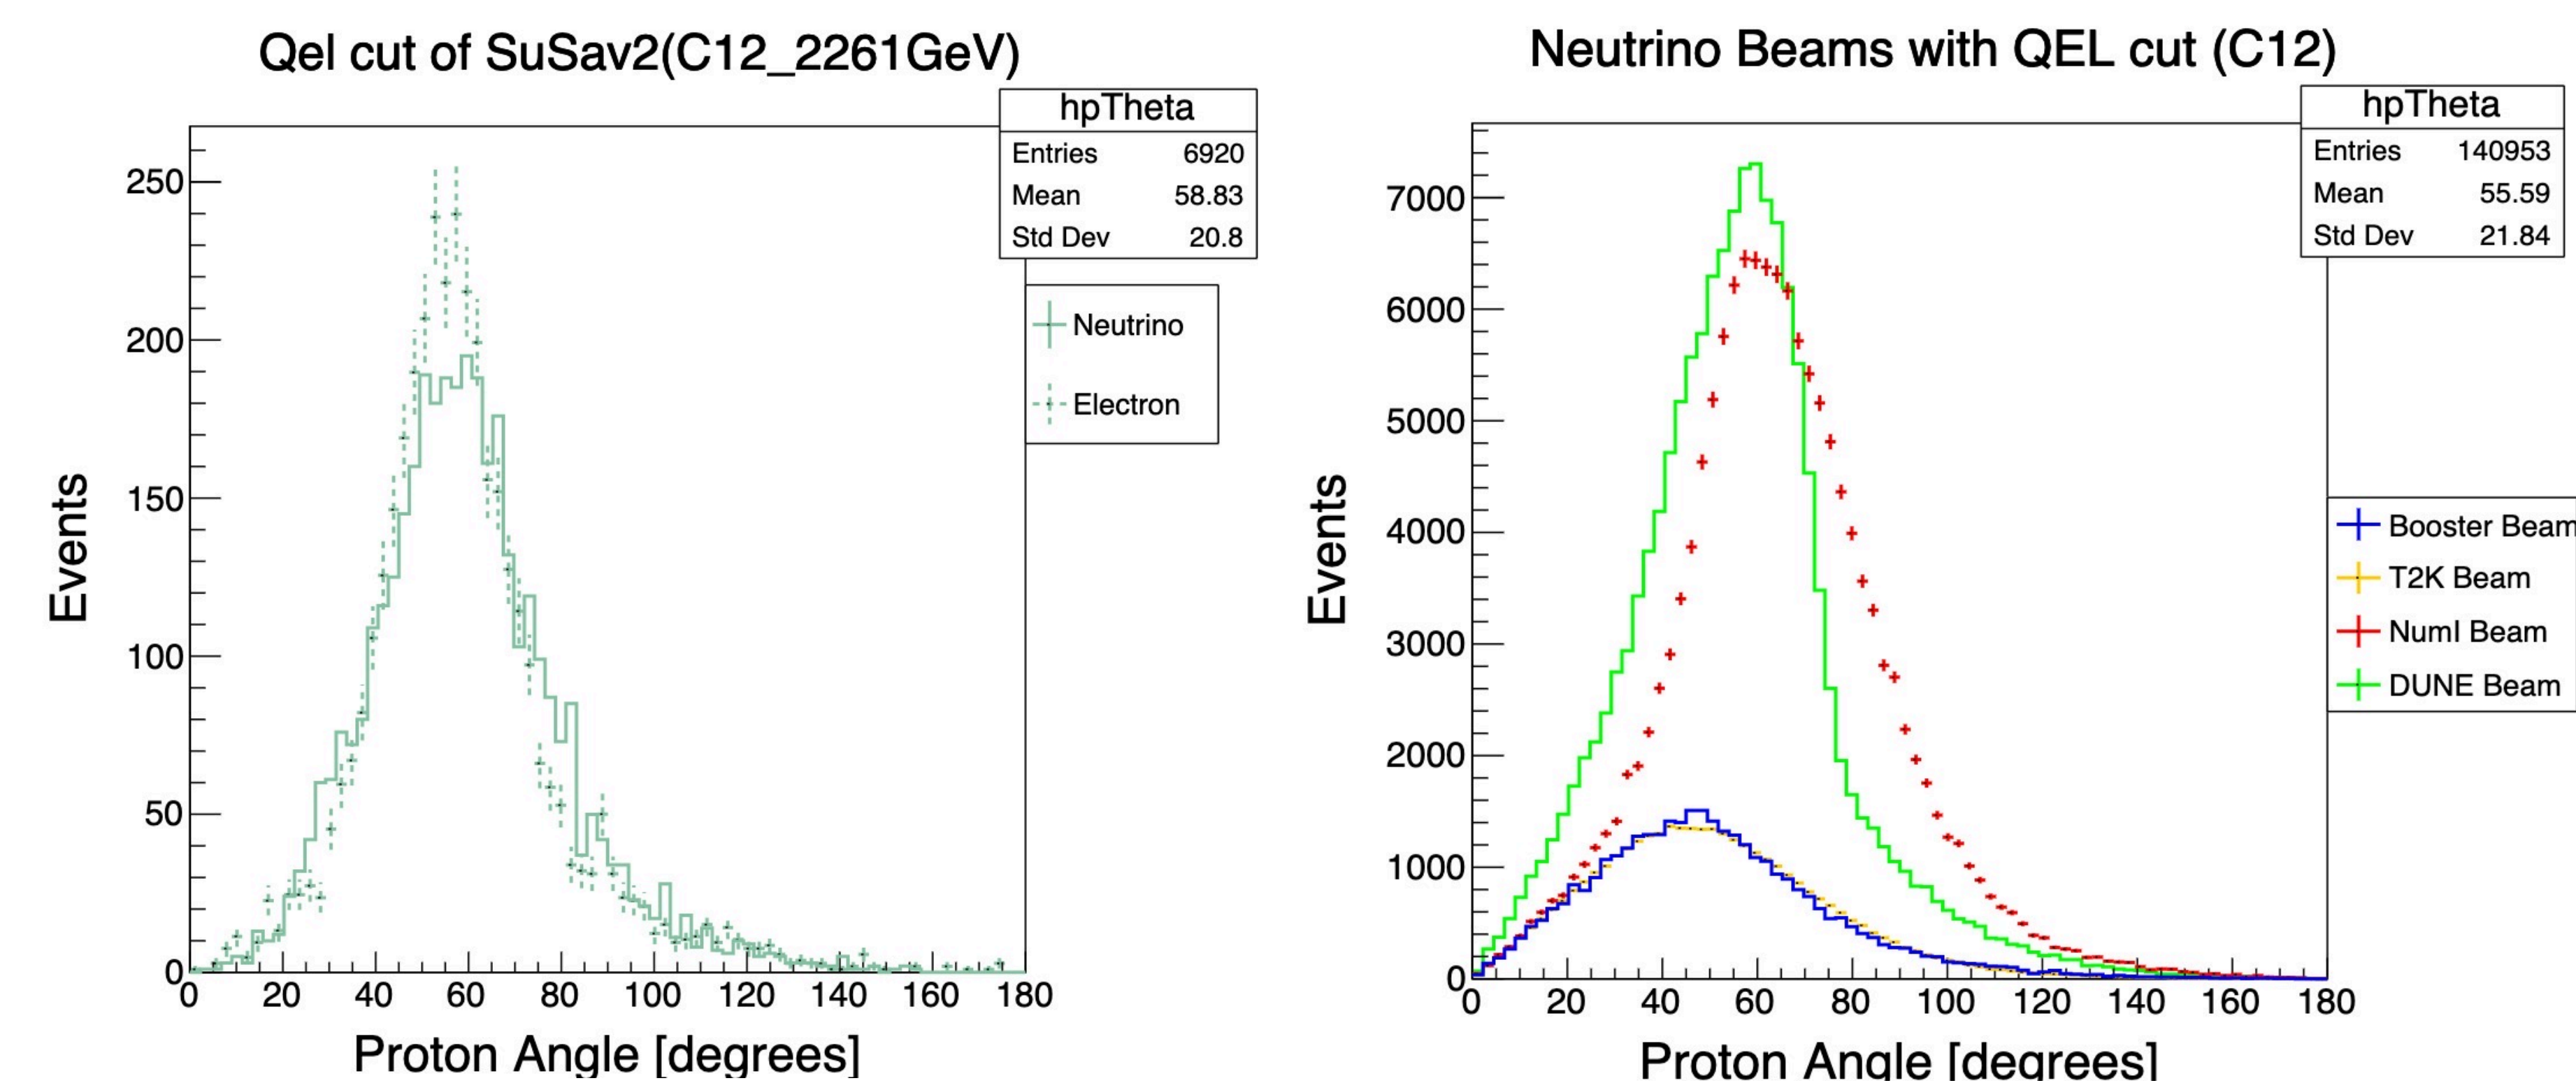 Qel cut of SuSav2(C12_2261GeV)
hpTheta
Entries 6920
Mean 58.83
Std Dev 20.8
Neutrino
Electron
Events
250
200
150
100
50
0
0 20 40 60 80 100 120 140 160 180
Proton Angle [degrees]
Neutrino Beams with QEL cut (C12)
hpTheta
Entries 140953
Mean 55.59
Std Dev 21.84
Booster Beam
T2K Beam
NumI Beam
DUNE Beam
Events
7000
6000
5000
4000
3000
2000
1000
0
0 20 40 60 80 100 120 140 160 180
Proton Angle [degrees]